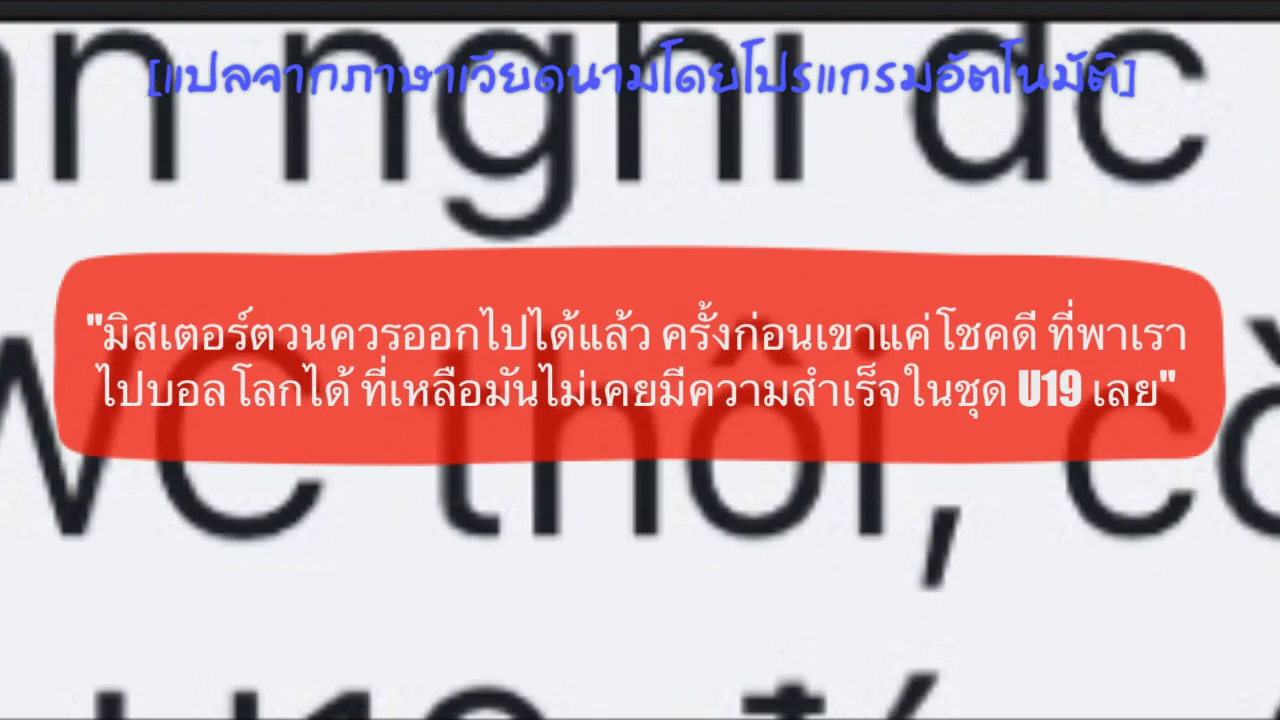 nghỉ dc
[แปลจากภาษาเวียดนามโดยโปรแกรมอัตโนมัติ]
"มิสเตอร์ตวนควรออกไปได้แล้ว ครั้งก่อนเขาแค่โชคดี ที่พาเรา
ไปบอลโลกได้ ที่เหลือมันไม่เคยมีความสำเร็จในชุด U19 เลย"
WC thôi,